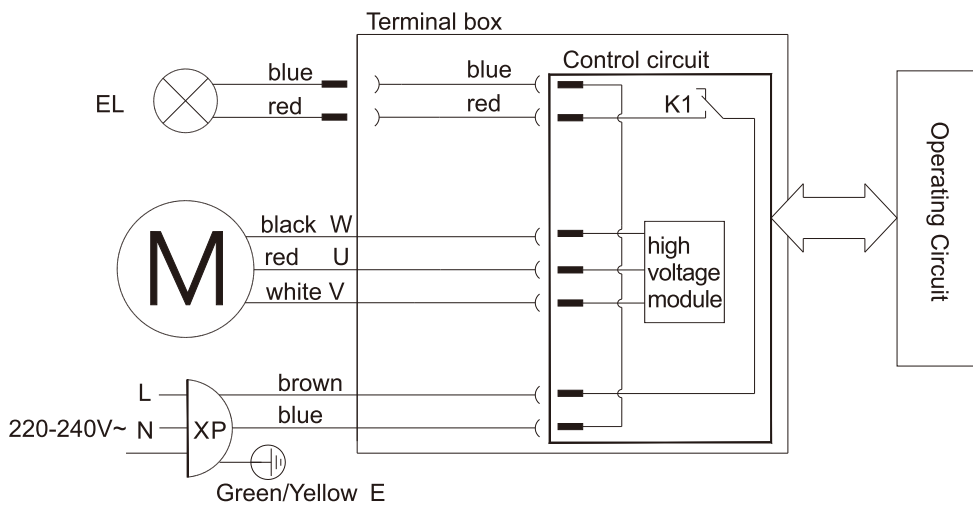 Terminal box
Control circuit
EL
blue
red
blue
red
K1
Operating Circuit
M
black W
red U
white V
high
voltage
module
L
220-240V~ N
XP
brown
blue
Green/Yellow E